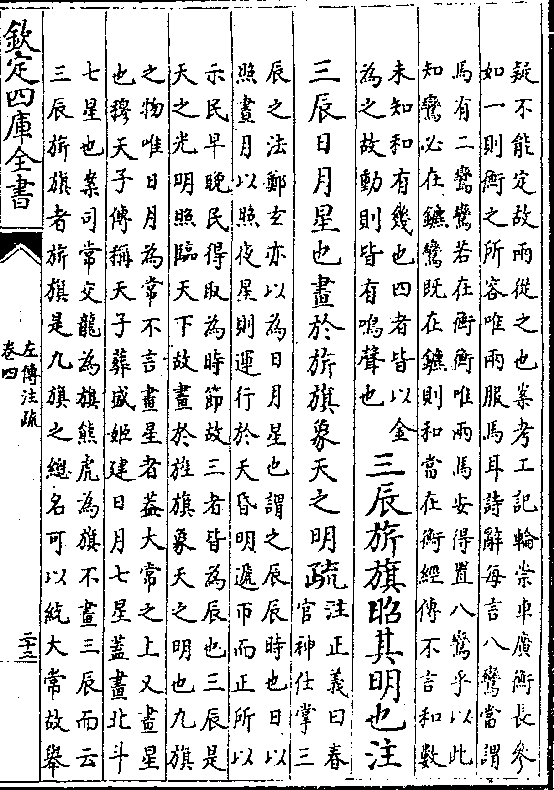 疑不能定故兩從之也案考工記輪崇車廣衡長參
如一則衡之所容唯兩服馬耳詩辭每言八鸞當謂
馬有二鸞鸞若在衡衡唯兩馬安得置八鸞乎以此
知鸞必在鑣鸞既在鑣則和當在衡經傳不言和數
未知和有幾也四者皆以金
為之故動則皆有鳴聲也
三辰旂旗昭其明也注
三辰日月星也畫於旂旗象天之明疏
注正義曰春
官神仕掌三
辰之法鄭玄亦以為日月星也謂之辰辰時也日以
照晝月以照夜星則運行於天昏明遞帀而正所以
示民早晚民得取為時節故三者皆為辰也三辰是
天之光明照臨天下故畫於旌旗象天之明也九旗
之物唯日月為常不言畫星者蓋大常之上又畫星
也穆天子傳稱天子葬盛姬建日月七星蓋畫北斗
七星也案司常交龍為旂熊虎為旗不畫三辰而云
三辰旂旗者旂旗是九旗之總名可以統大常故舉
欽定四庫全書
左傳注疏
卷四
二十三